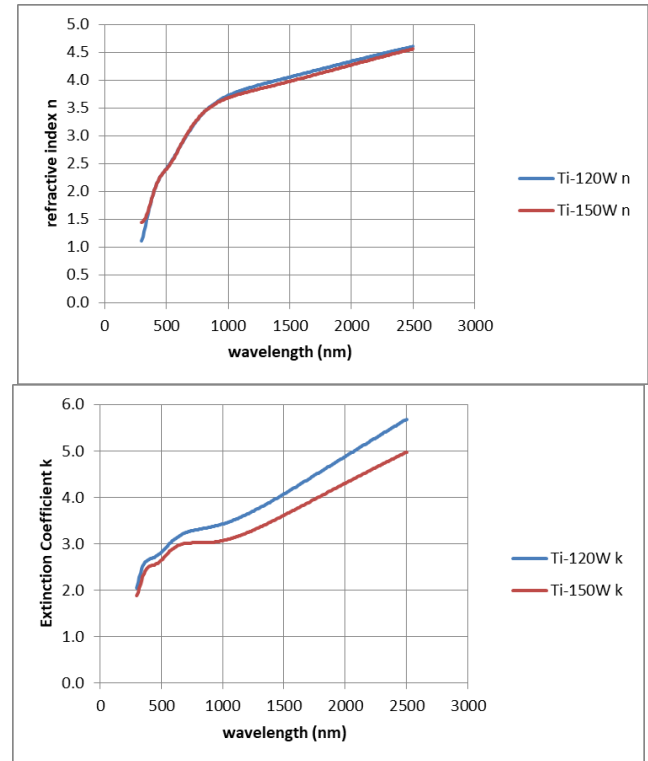 5.0
4.5
4.0
3.5
3.0
2.5
2.0
1.5
1.0
0.5
0.0
refractive index n
0 500 1000 1500 2000 2500 3000
wavelength (nm)
Ti-120W n
Ti-150W n
6.0
5.0
4.0
3.0
2.0
1.0
0.0
Extinction Coefficient k
0 500 1000 1500 2000 2500 3000
wavelength (nm)
Ti-120W k
Ti-150W k